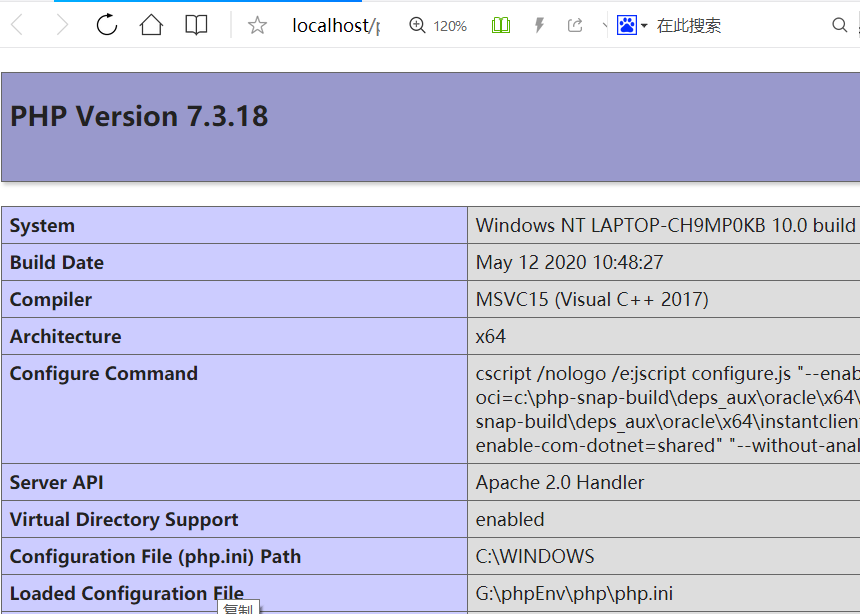 localhost/
120%
在此搜索
PHP Version 7.3.18
System
Windows NT LAPTOP-CH9MP0KB 10.0 build
Build Date
May 12 2020 10:48:27
Compiler
MSVC15 (Visual C++ 2017)
Architecture
x64
Configure Command
cscript /nologo /e:jscript configure.js "--enab
oci=c:\php-snap-build\deps_aux\oracle\x64\
snap-build\deps_aux\oracle\x64\instantclien
enable-com-dotnet=shared" "--without-anal
Server API
Apache 2.0 Handler
Virtual Directory Support
enabled
Configuration File (php.ini) Path
C:\WINDOWS
Loaded Configuration File
G:\phpEnv\php\php.ini
复制